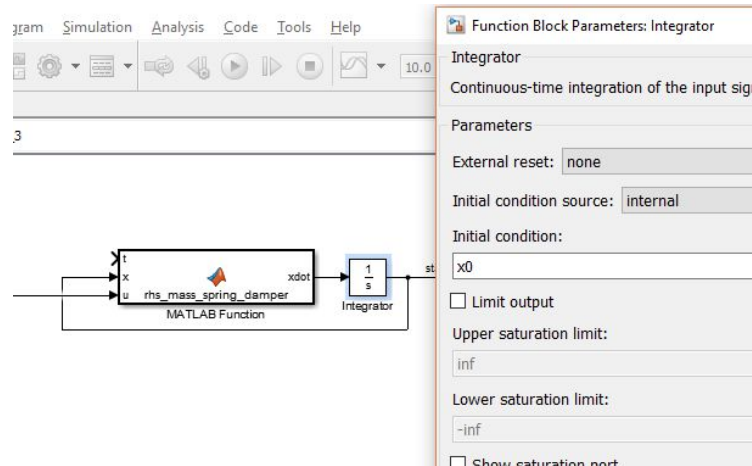 gram Simulation Analysis Code Tools Help
10.0
_3
t
x
u
xdot
rhs_mass_spring_damper
MATLAB Function
1
s
Integrator
st
Function Block Parameters: Integrator
Integrator
Continuous-time integration of the input sig
Parameters
External reset: none
Initial condition source: internal
Initial condition:
x0
Limit output
Upper saturation limit:
inf
Lower saturation limit:
-inf
Show saturation port